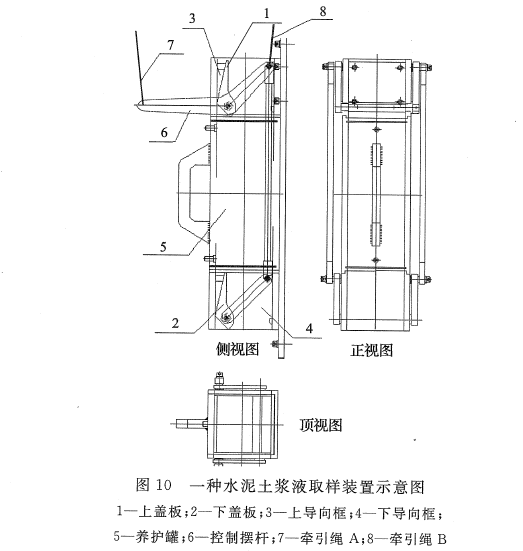 3
1
8
7
6
5
2
4
侧视图
正视图
顶视图
图 10 一种水泥土浆液取样装置示意图
1—上盖板;2—下盖板;3—上导向框;4—下导向框;
5—养护罐;6—控制摆杆;7—牵引绳 A;8—牵引绳 B